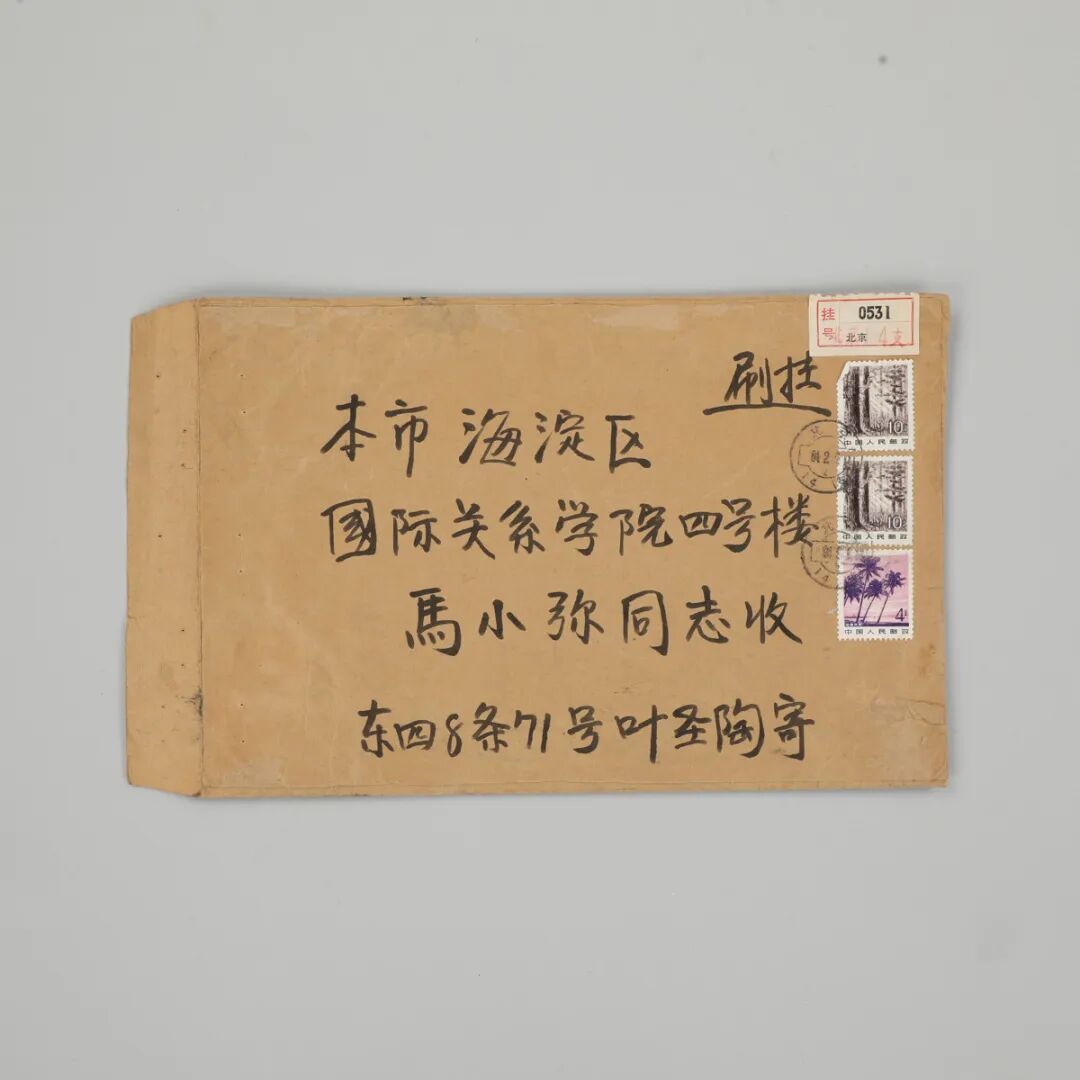 挂号 0531
北京 4支
刷挂
本市海淀区
國际关系学院四号楼
馬小弥同志收
东四8条71号叶圣陶寄
10
中国人民邮政
10
中国人民邮政
4
中国人民邮政